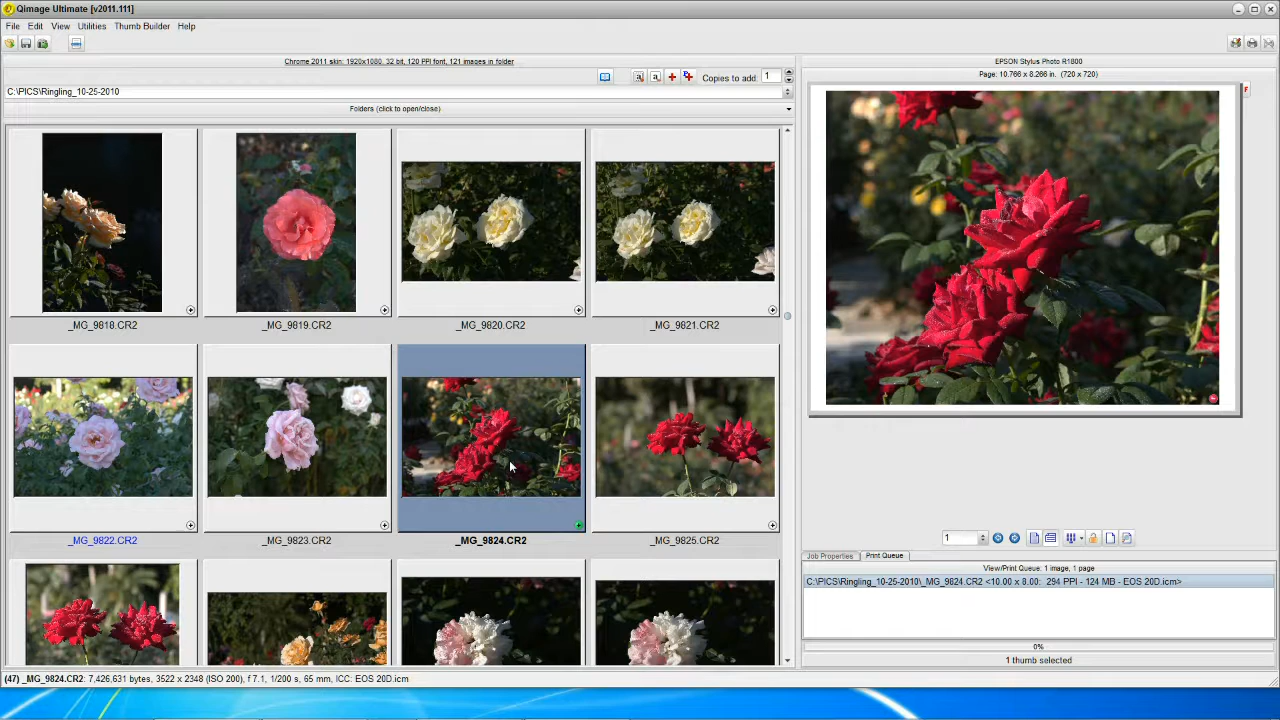 Qimage Ultimate [v2011.111]
File Edit View Utilities Thumb Builder Help
Chrome 2011 skin: 1920x1080, 32 bit, 120 PPI font, 121 images in folder
Copies to add: 1
C:\PICS\Ringling_10-25-2010
Folders (click to open/close)
_MG_9818.CR2 _MG_9819.CR2 _MG_9820.CR2 _MG_9821.CR2
_MG_9822.CR2 _MG_9823.CR2 _MG_9824.CR2 _MG_9825.CR2
(47) _MG_9824.CR2: 7,426,631 bytes, 3522 x 2348 (ISO 200), f 7.1, 1/200 s, 65 mm, ICC: EOS 20D.icm
EPSON Stylus Photo R1800
Page: 10.766 x 8.266 in. (720 x 720)
F
1
Job Properties Print Queue
View/Print Queue: 1 image, 1 page
C:\PICS\Ringling_10-25-2010\_MG_9824.CR2 <10.00 x 8.00: 294 PPI - 124 MB - EOS 20D.icm>
0%
1 thumb selected